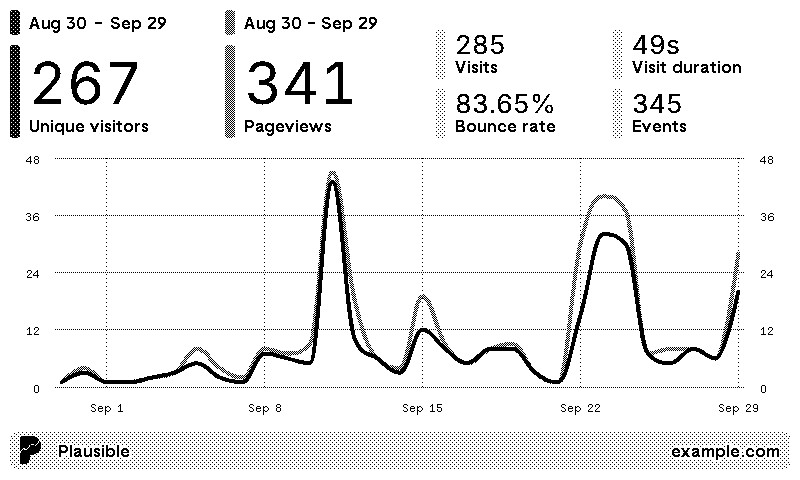 Aug 30 – Sep 29
267
Unique visitors
Aug 30 – Sep 29
341
Pageviews
285
Visits
49s
Visit duration
83.65%
Bounce rate
345
Events
48 48
36 36
24 24
12 12
0 0
Sep 1 Sep 8 Sep 15 Sep 22 Sep 29
Plausible example.com